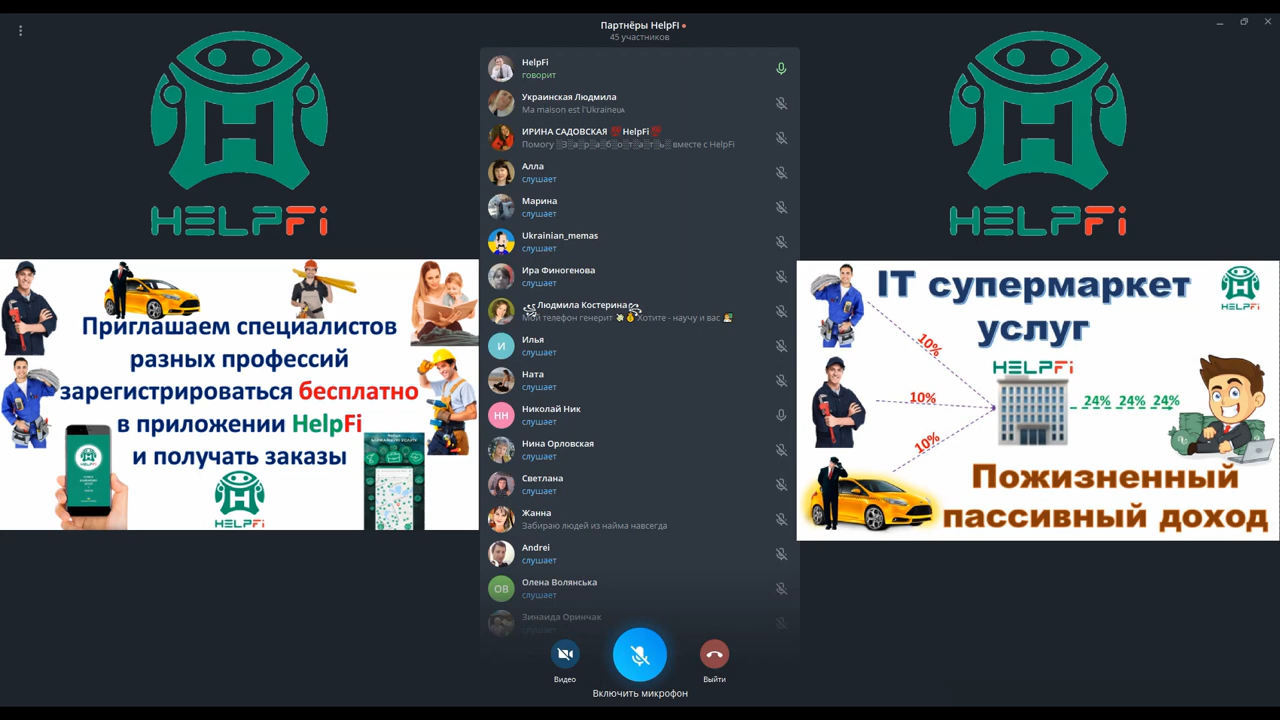 Партнёры HelpFI
45 участников
HELPFi
HELPFi
Приглашаем специалистов
разных профессий
зарегистрироваться бесплатно
в приложении HelpFi
и получать заказы
HELPFi
HELPFi
HelpFi
говорит
Украинская Людмила
Ma maison est l'Ukraine🇺🇦
ИРИНА САДОВСКАЯ 💯HelpFi💯
Помогу ░З░а░р░а░б░о░т░а░т░ь░ вместе с HelpFi
Алла
слушает
Марина
слушает
Ukrainian_memas
слушает
Ира Финогенова
слушает
꧁Людмила Костерина꧂
Мой телефон генерит 💸💰Хотите - научу и вас
Илья
слушает
И
Ната
слушает
Николай Ник
слушает
НН
Нина Орловская
слушает
Светлана
слушает
Жанна
Забираю людей из найма навсегда
Andrei
слушает
Олена Волянська
слушает
ОВ
Зинаида Оринчак
слушает
Видео
Включить микрофон
Выйти
IT супермаркет
услуг
HELPFi
HELPFi
10%
10%
10%
24% 24% 24%
Пожизненный
пассивный доход